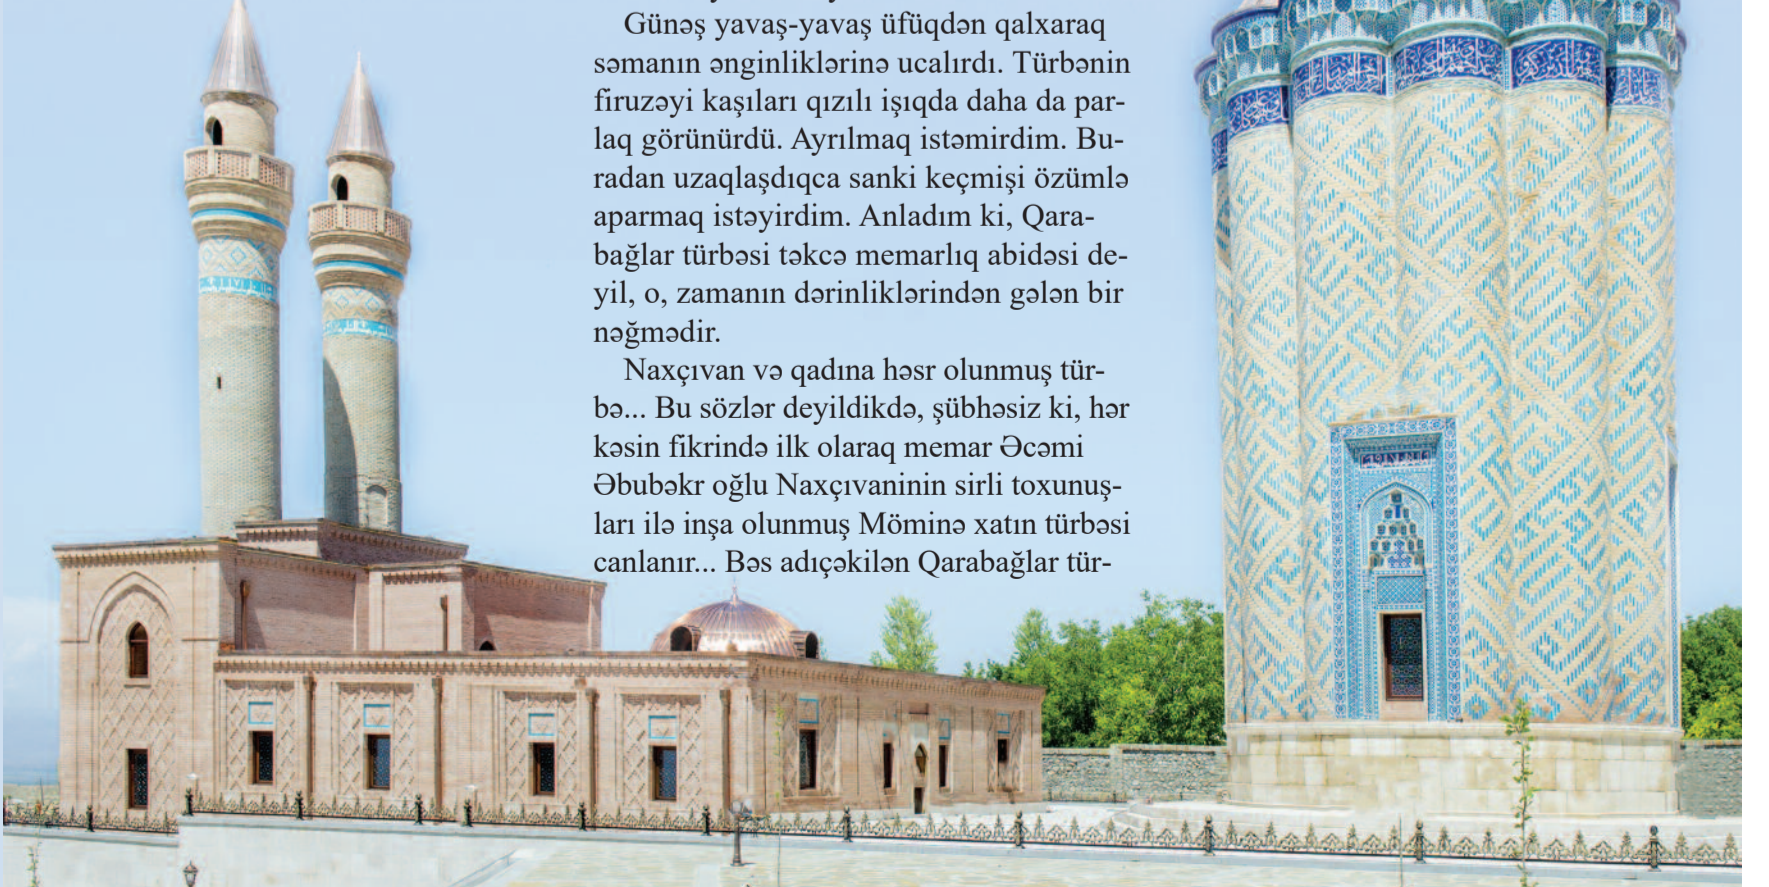 Günəş yavaş-yavaş üfüqdən qalxaraq
səmanın ənginliklərinə ucalırdı. Türbənin
firuzəyi kaşıları qızılı işıqda daha da par-
laq görünürdü. Ayrılmaq istəmirdim. Bu-
radan uzaqlaşdıqca sanki keçmişi özümlə
aparmaq istəyirdim. Anladım ki, Qara-
bağlar türbəsi təkcə memarlıq abidəsi de-
yil, o, zamanın dərinliklərindən gələn bir
nəğmədir.
Naxçıvan və qadına həsr olunmuş tür-
bə... Bu sözlər deyildikdə, şübhəsiz ki, hər
kəsin fikrində ilk olaraq memar Əcəmi
Əbubəkr oğlu Naxçıvaninin sirli toxunuş-
ları ilə inşa olunmuş Möminə xatın türbəsi
canlanır... Bəs adıçəkilən Qarabağlar tür-